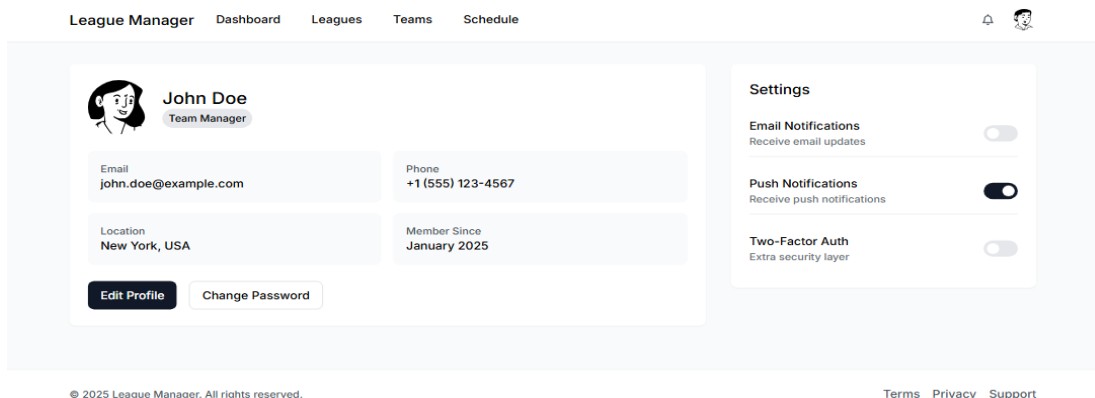 League Manager Dashboard Leagues Teams Schedule
John Doe
Team Manager
Email
john.doe@example.com
Phone
+1 (555) 123-4567
Location
New York, USA
Member Since
January 2025
Edit Profile Change Password
Settings
Email Notifications
Receive email updates
Push Notifications
Receive push notifications
Two-Factor Auth
Extra security layer
© 2025 League Manager. All rights reserved.
Terms Privacy Support